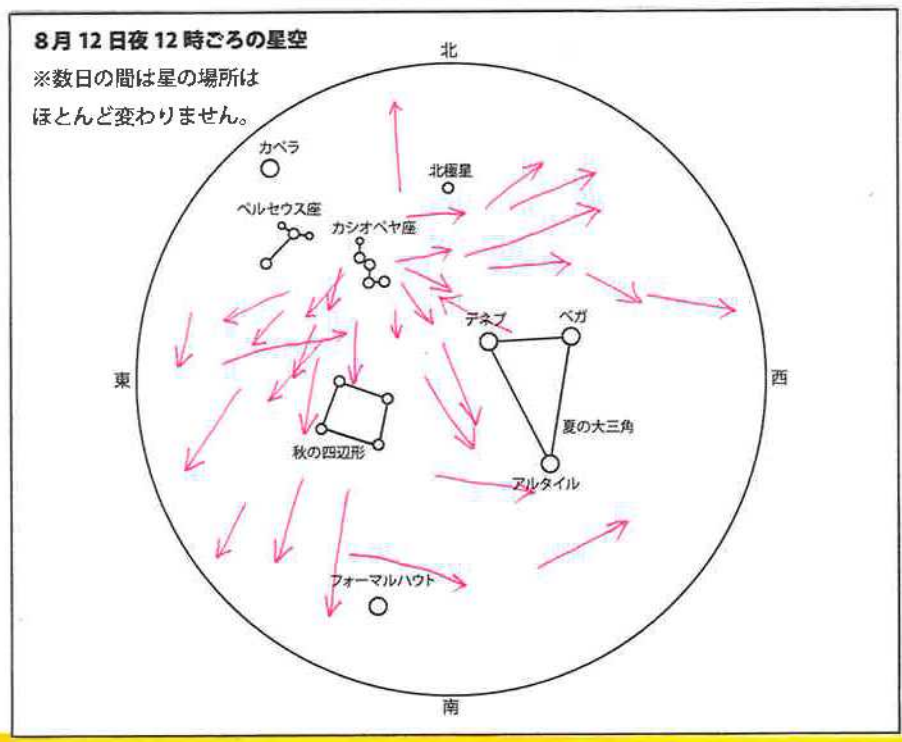 8月12日夜12時ごろの星空
※数日の間は星の場所は
ほとんど変わりません。
北
カペラ
北極星
ペルセウス座
カシオペヤ座
デネブ
ベガ
東
西
夏の大三角
秋の四辺形
アルタイル
フォーマルハウト
南